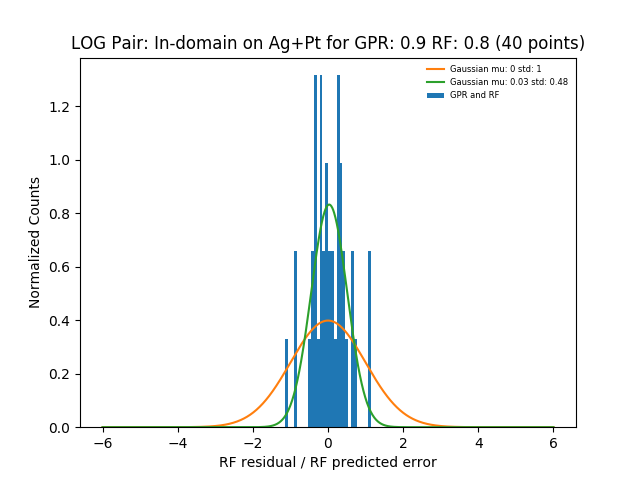 LOG Pair: In-domain on Ag+Pt for GPR: 0.9 RF: 0.8 (40 points)
Gaussian mu: 0 std: 1
Gaussian mu: 0.03 std: 0.48
GPR and RF
Normalized Counts
1.2
1.0
0.8
0.6
0.4
0.2
0.0
−6
−4
−2
0
2
4
6
RF residual / RF predicted error